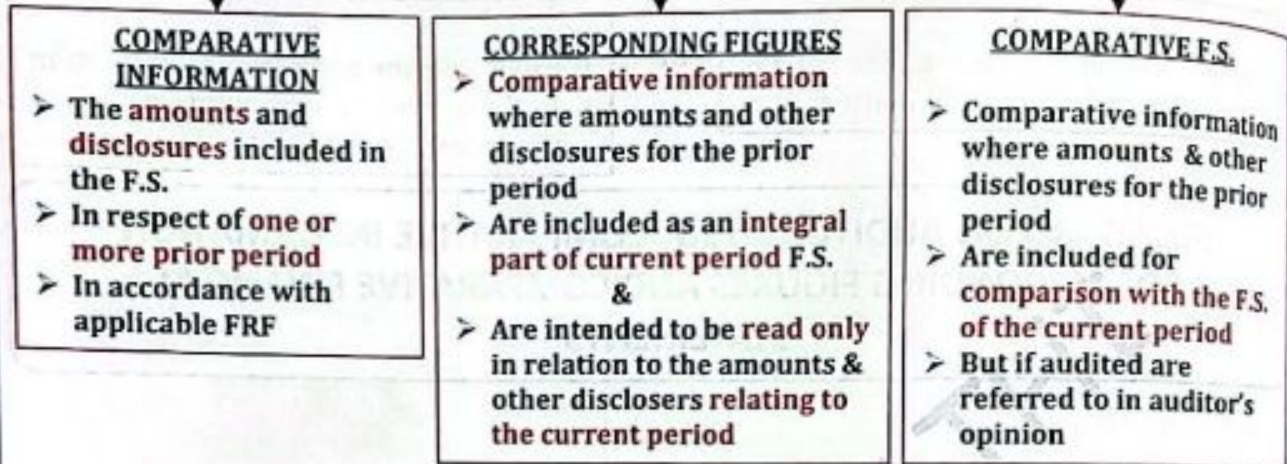 COMPARATIVE
INFORMATION
➤ The amounts and
disclosures included in
the F.S.
➤ In respect of one or
more prior period
➤ In accordance with
applicable FRF
CORRESPONDING FIGURES
➤ Comparative information
where amounts and other
disclosures for the prior
period
➤ Are included as an integral
part of current period F.S.
&
➤ Are intended to be read only
in relation to the amounts &
other disclosers relating to
the current period
COMPARATIVE F.S.
➤ Comparative information
where amounts & other
disclosures for the prior
period
➤ Are included for
comparison with the F.S.
of the current period
➤ But if audited are
referred to in auditor's
opinion